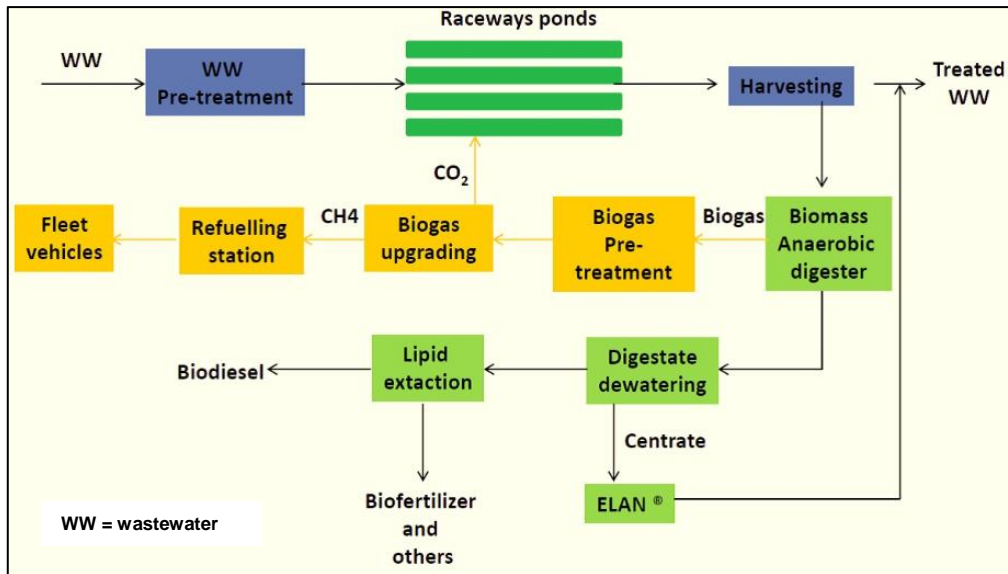 Raceways ponds
WW
WW
Pre-treatment
Harvesting
Treated
WW
CO2
Fleet
vehicles
Refuelling
station
CH4
Biogas
upgrading
Biogas
Pre-
treatment
Biogas
Biomass
Anaerobic
digester
Biodiesel
Lipid
extaction
Digestate
dewatering
Centrate
ELAN ®
Biofertilizer
and
others
WW = wastewater